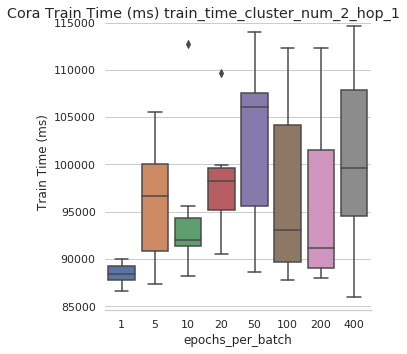 Cora Train Time (ms) train_time_cluster_num_2_hop_1
115000
110000
105000
100000
95000
90000
85000
Train Time (ms)
1 5 10 20 50 100 200 400
epochs_per_batch